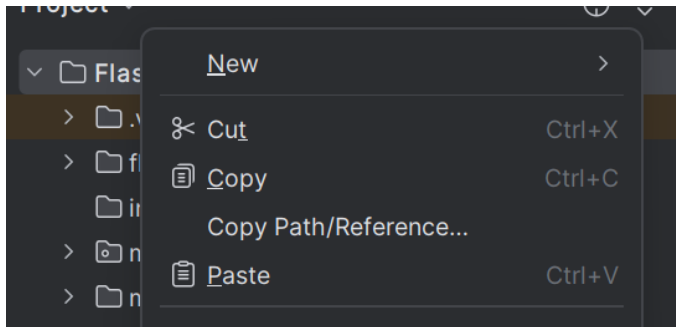 Project
New
Flas
Cut Ctrl+X
Copy Ctrl+C
Copy Path/Reference...
Paste Ctrl+V